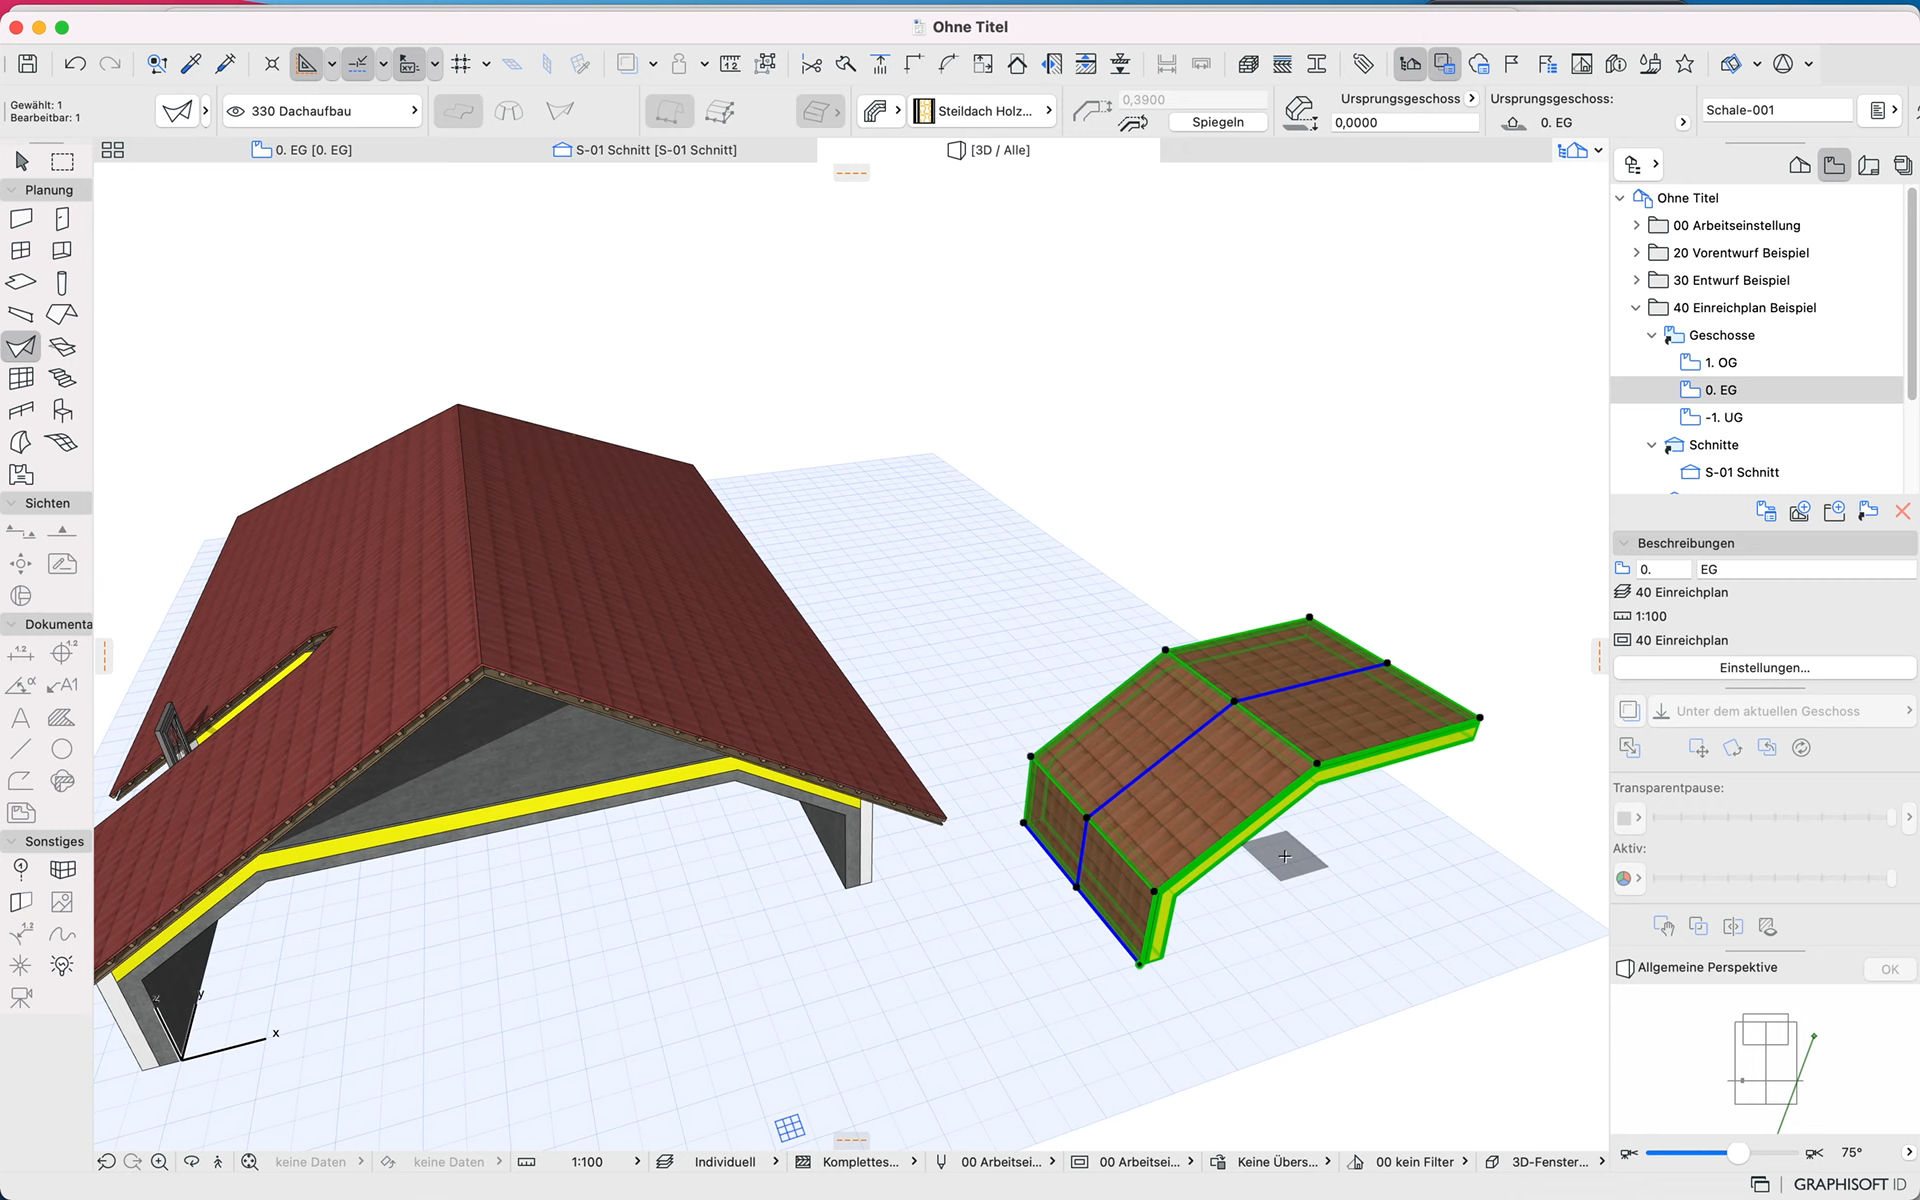 Ohne Titel
Gewählt: 1
Bearbeitbar: 1
330 Dachaufbau
Steildach Holz...
0,3900
Spiegeln
Ursprungsgeschoss
0,0000
Ursprungsgeschoss:
0. EG
Schale-001
0. EG [0. EG]
S-01 Schnitt [S-01 Schnitt]
[3D / Alle]
Planung
Sichten
Dokumenta
Sonstiges
Ohne Titel
00 Arbeitseinstellung
20 Vorentwurf Beispiel
30 Entwurf Beispiel
40 Einreichplan Beispiel
Geschosse
1. OG
0. EG
-1. UG
Schnitte
S-01 Schnitt
Beschreibungen
0.
EG
40 Einreichplan
1:100
40 Einreichplan
Einstellungen...
Unter dem aktuellen Geschoss
Transparentpause:
Aktiv:
Allgemeine Perspektive
OK
75°
x
y
z
keine Daten
keine Daten
1:100
Individuell
Komplettes...
00 Arbeitsei...
00 Arbeitsei...
Keine Übers...
00 kein Filter
3D-Fenster...
GRAPHISOFT ID